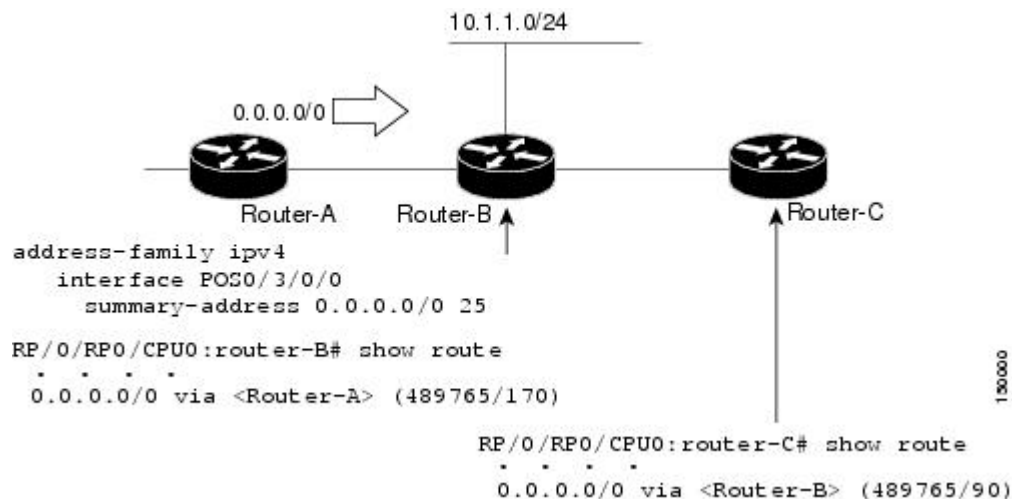 10.1.1.0/24
0.0.0.0/0
Router-A
Router-B
Router-C
address-family ipv4
interface POS0/3/0/0
summary-address 0.0.0.0/0 25
RP/0/RP0/CPU0:router-B# show route
. . . .
0.0.0.0/0 via <Router-A> (489765/170)
RP/0/RP0/CPU0:router-C# show route
. . . .
0.0.0.0/0 via <Router-B> (489765/90)
150000